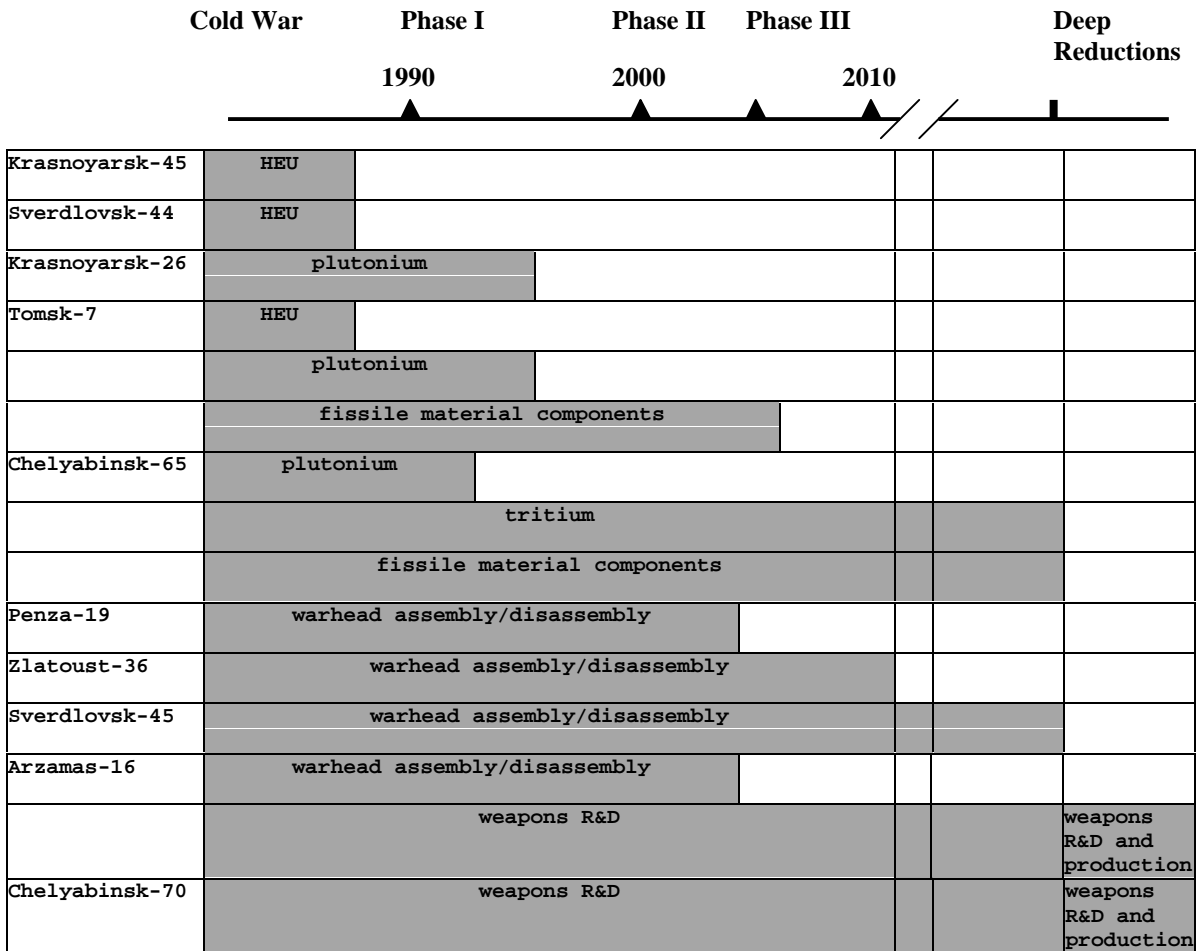 Cold War Phase I Phase II Phase III Deep
Reductions
1990 2000 2010
Krasnoyarsk-45 HEU
Sverdlovsk-44 HEU
Krasnoyarsk-26 plutonium
Tomsk-7 HEU
plutonium
fissile material components
Chelyabinsk-65 plutonium
tritium
fissile material components
Penza-19 warhead assembly/disassembly
Zlatoust-36 warhead assembly/disassembly
Sverdlovsk-45 warhead assembly/disassembly
Arzamas-16 warhead assembly/disassembly
weapons R&D weapons
R&D and
production
Chelyabinsk-70 weapons R&D weapons
R&D and
production